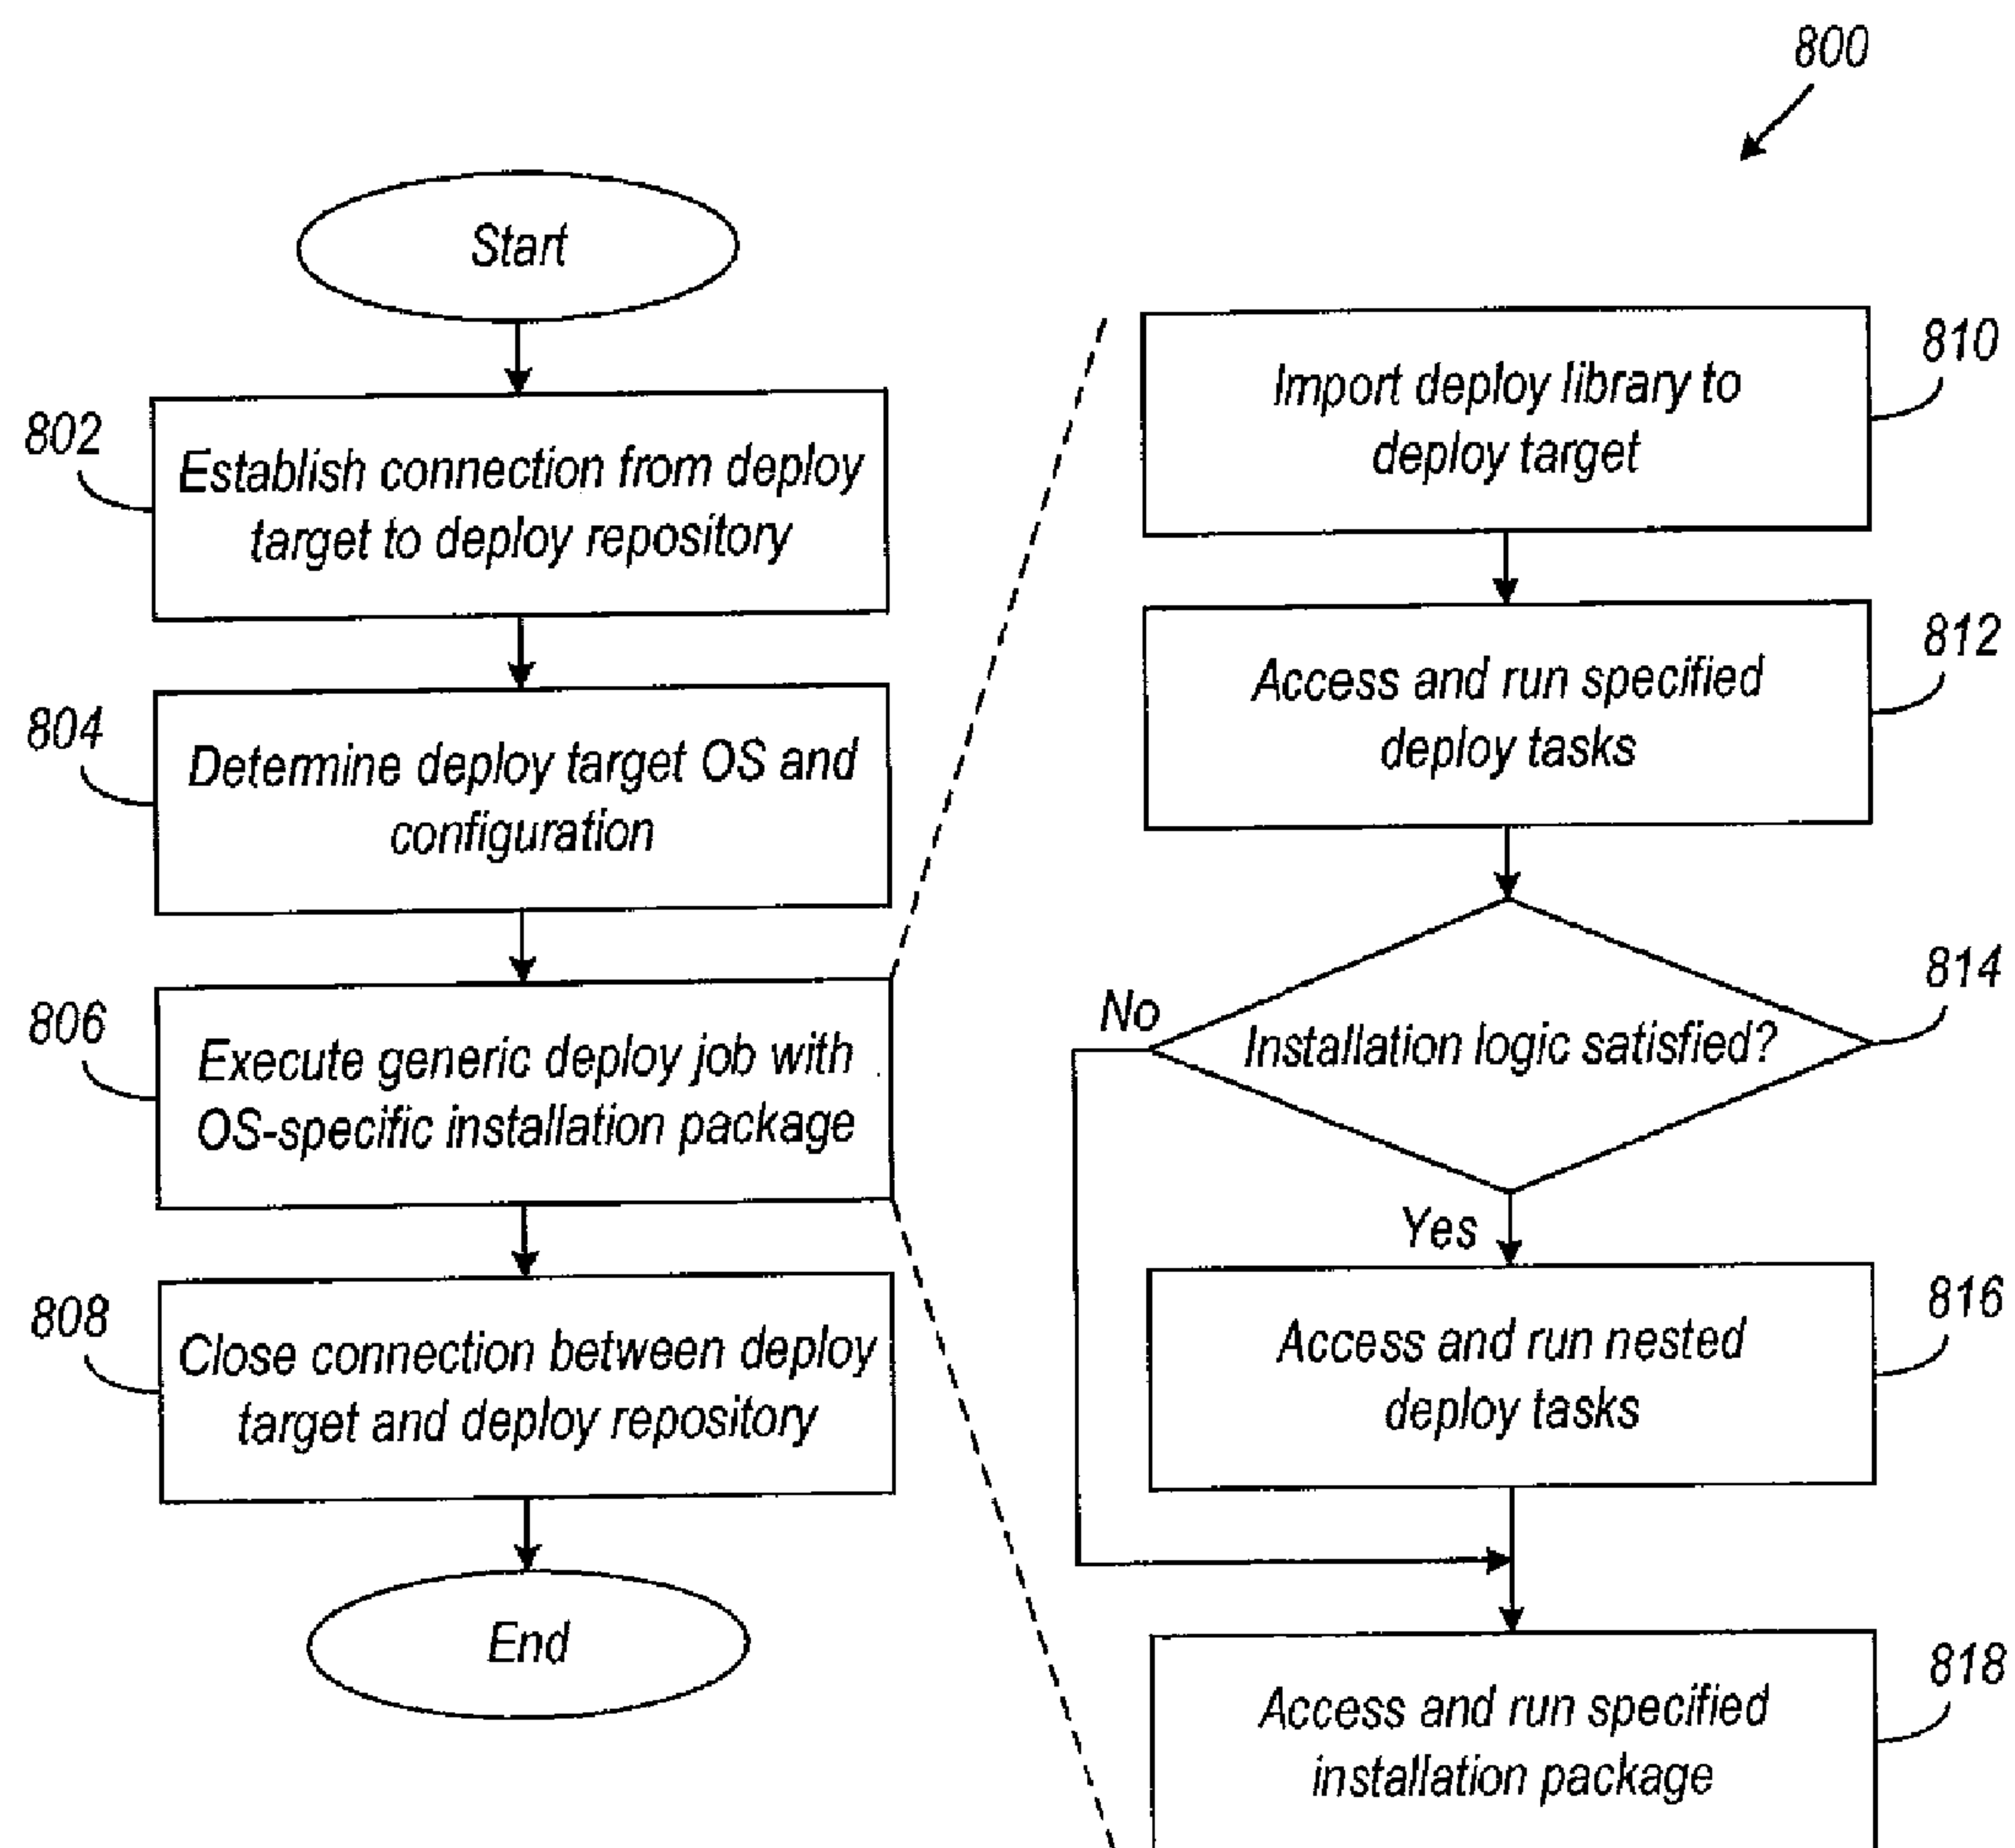 800
Start
802
Establish connection from deploy
target to deploy repository
804
Determine deploy target OS and
configuration
806
Execute generic deploy job with
OS-specific installation package
808
Close connection between deploy
target and deploy repository
End
810
Import deploy library to
deploy target
812
Access and run specified
deploy tasks
814
Installation logic satisfied?
No
Yes
816
Access and run nested
deploy tasks
818
Access and run specified
installation package